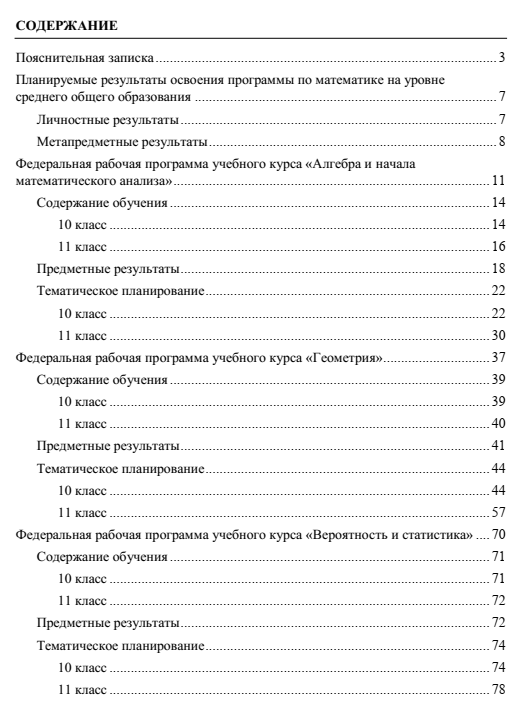 СОДЕРЖАНИЕ
Пояснительная записка 3
Планируемые результаты освоения программы по математике на уровне
среднего общего образования 7
Личностные результаты 7
Метапредметные результаты 8
Федеральная рабочая программа учебного курса «Алгебра и начала
математического анализа» 11
Содержание обучения 14
10 класс 14
11 класс 16
Предметные результаты 18
Тематическое планирование 22
10 класс 22
11 класс 30
Федеральная рабочая программа учебного курса «Геометрия» 37
Содержание обучения 39
10 класс 39
11 класс 40
Предметные результаты 41
Тематическое планирование 44
10 класс 44
11 класс 57
Федеральная рабочая программа учебного курса «Вероятность и статистика» 70
Содержание обучения 71
10 класс 71
11 класс 72
Предметные результаты 72
Тематическое планирование 74
10 класс 74
11 класс 78